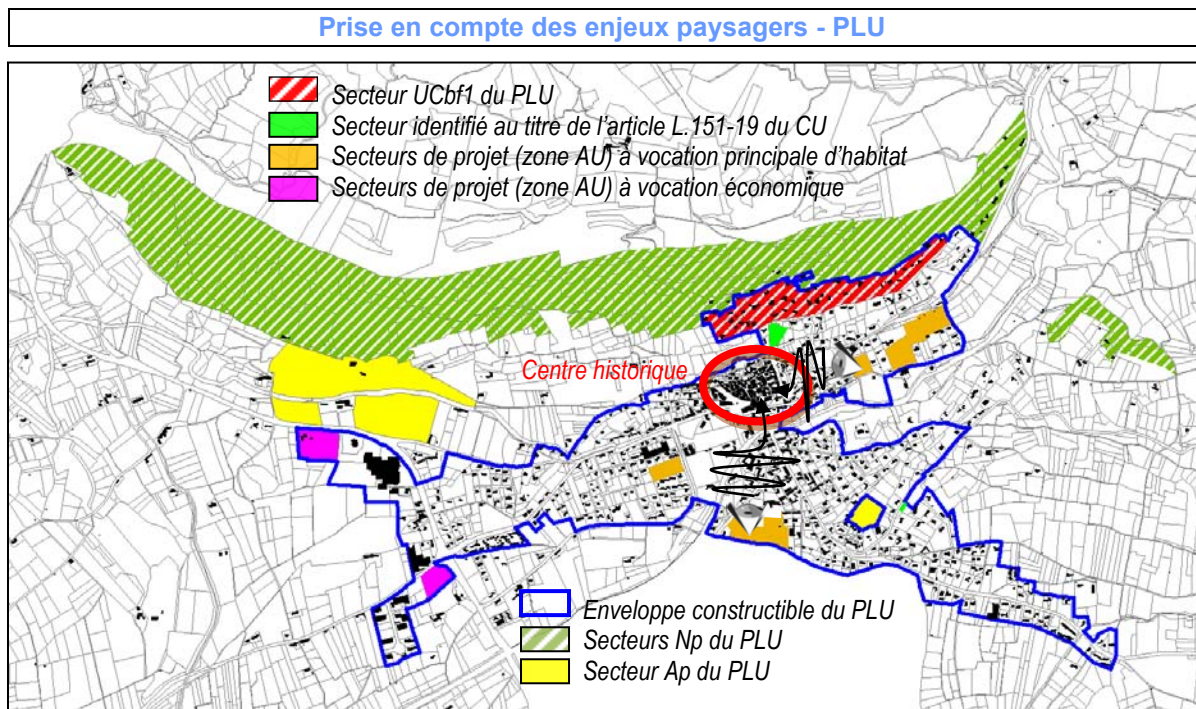 Prise en compte des enjeux paysagers - PLU
Secteur UCbf1 du PLU
Secteur identifié au titre de l'article L.151-19 du CU
Secteurs de projet (zone AU) à vocation principale d'habitat
Secteurs de projet (zone AU) à vocation économique
Centre historique
Enveloppe constructible du PLU
Secteurs Np du PLU
Secteur Ap du PLU